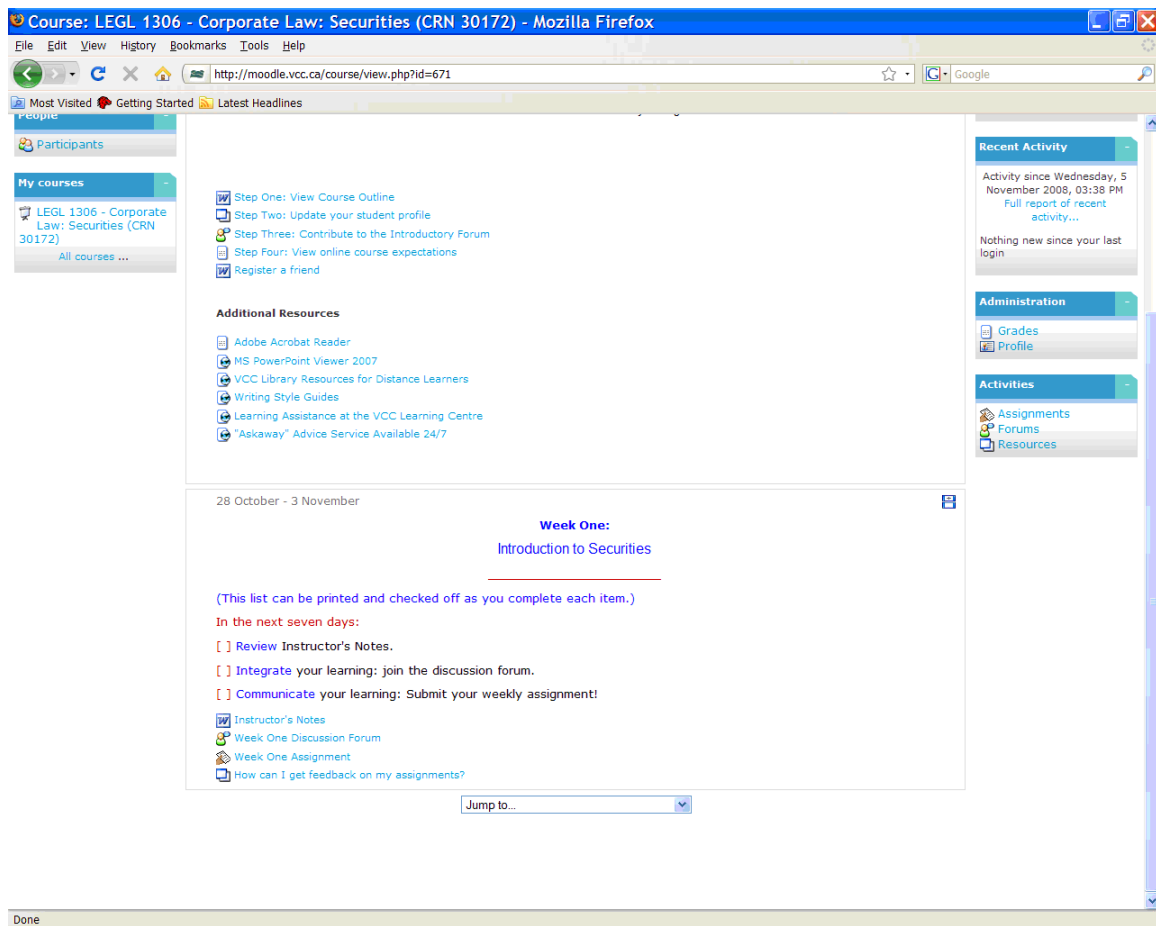 Course: LEGL 1306 - Corporate Law: Securities (CRN 30172) - Mozilla Firefox
File Edit View History Bookmarks Tools Help
http://moodle.vcc.ca/course/view.php?id=671
G Google
Most Visited Getting Started Latest Headlines
People
Participants
My courses
LEGL 1306 - Corporate
Law: Securities (CRN
30172)
All courses ...
Step One: View Course Outline
Step Two: Update your student profile
Step Three: Contribute to the Introductory Forum
Step Four: View online course expectations
Register a friend
Additional Resources
Adobe Acrobat Reader
MS PowerPoint Viewer 2007
VCC Library Resources for Distance Learners
Writing Style Guides
Learning Assistance at the VCC Learning Centre
"Askaway" Advice Service Available 24/7
28 October - 3 November
Week One:
Introduction to Securities
(This list can be printed and checked off as you complete each item.)
In the next seven days:
[ ] Review Instructor's Notes.
[ ] Integrate your learning: join the discussion forum.
[ ] Communicate your learning: Submit your weekly assignment!
Instructor's Notes
Week One Discussion Forum
Week One Assignment
How can I get feedback on my assignments?
Jump to...
Recent Activity
Activity since Wednesday, 5
November 2008, 03:38 PM
Full report of recent
activity...
Nothing new since your last
login
Administration
Grades
Profile
Activities
Assignments
Forums
Resources
Done